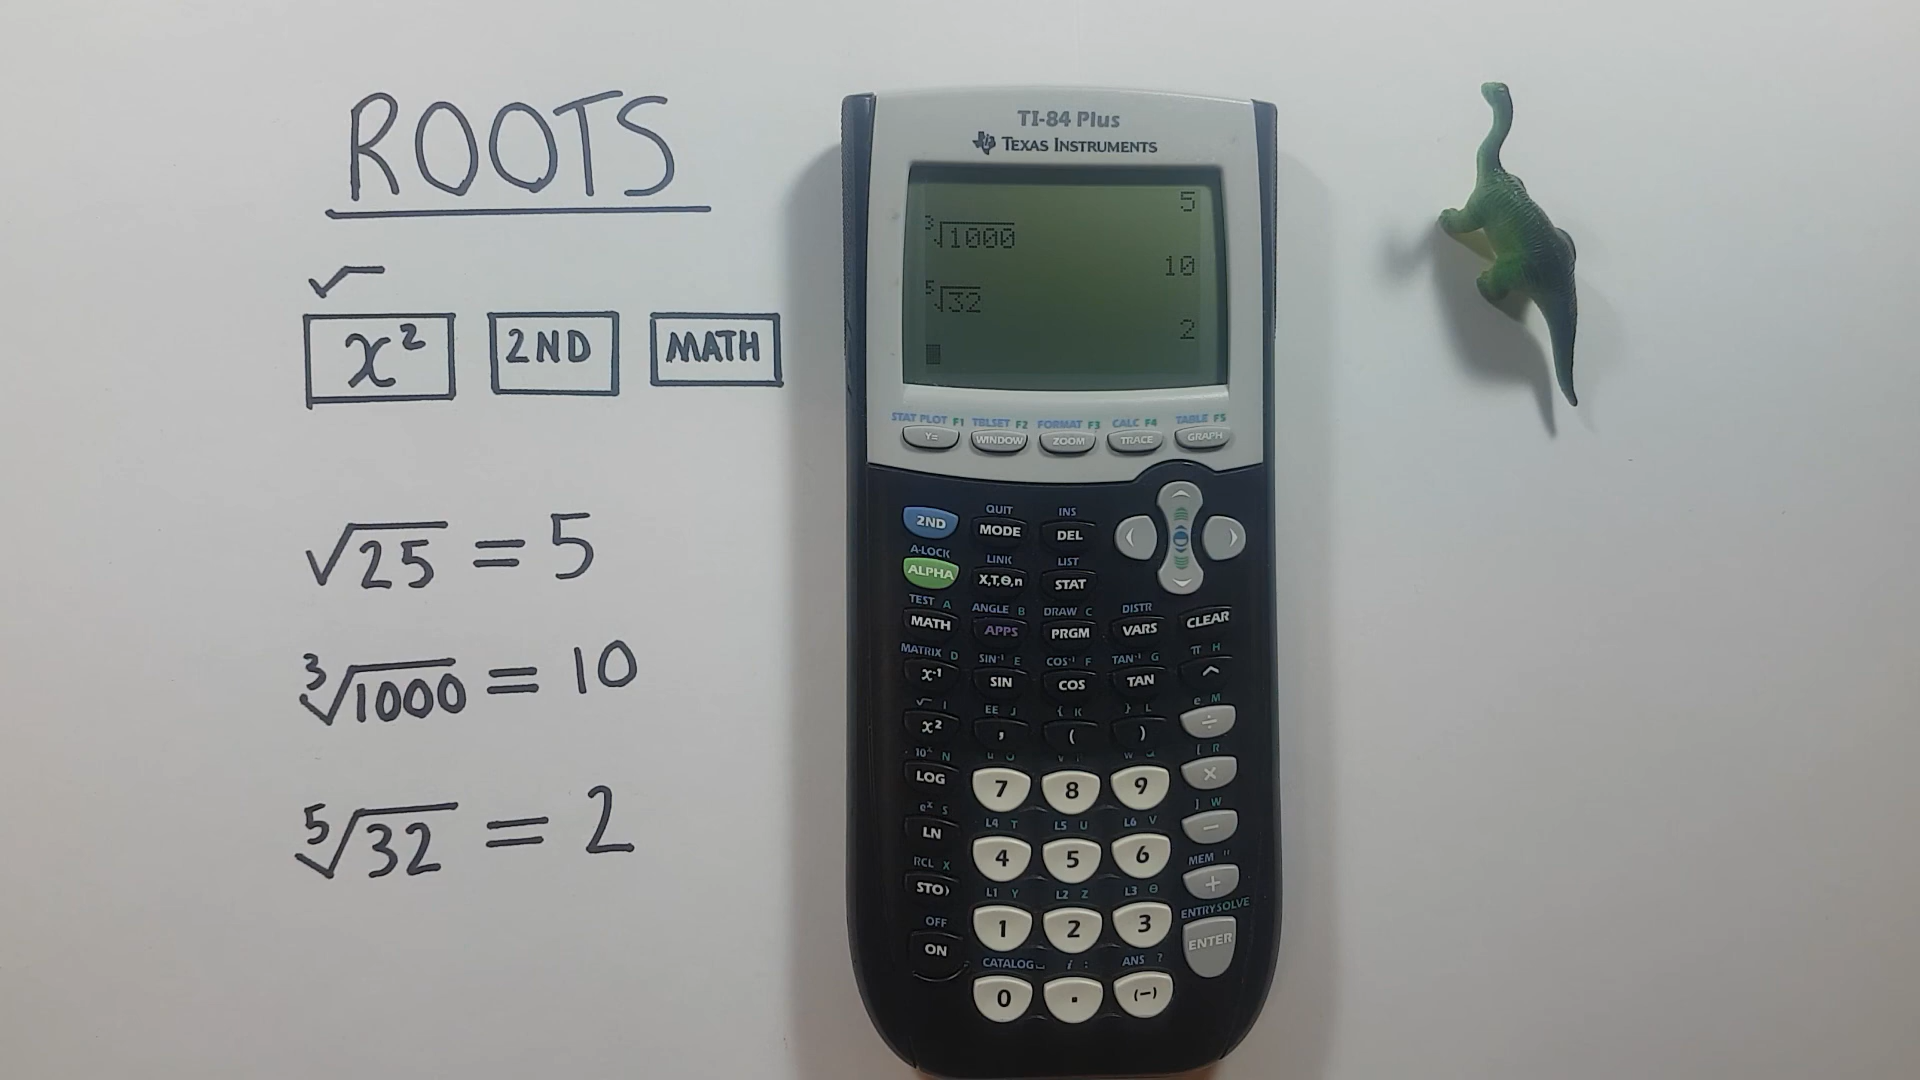 ROOTS
√
x² 2ND MATH
√25 = 5
³√1000 = 10
⁵√32 = 2
TI-84 Plus
TEXAS INSTRUMENTS
5
³√1000
10
⁵√32
2
STAT PLOT F1 TBLSET F2 FORMAT F3 CALC F4 TABLE F5
Y= WINDOW ZOOM TRACE GRAPH
QUIT INS
2ND MODE DEL
A-LOCK LINK LIST
ALPHA X,T,Θ,n STAT
TEST A ANGLE B DRAW C DISTR
MATH APPS PRGM VARS CLEAR
MATRIX D SIN⁻¹ E COS⁻¹ F TAN⁻¹ G π H
x⁻¹ SIN COS TAN ^
√ I EE J { K } L e M
x² , ( ) ÷
10ˣ N [ R
LOG 7 8 9 ×
eˣ S L4 T L5 U L6 V ] W
LN 4 5 6 −
RCL X L1 Y L2 Z L3 Θ MEM "
STO› 1 2 3 +
OFF ENTRY SOLVE
ON ENTER
CATALOG i : ANS ?
0 . (−)